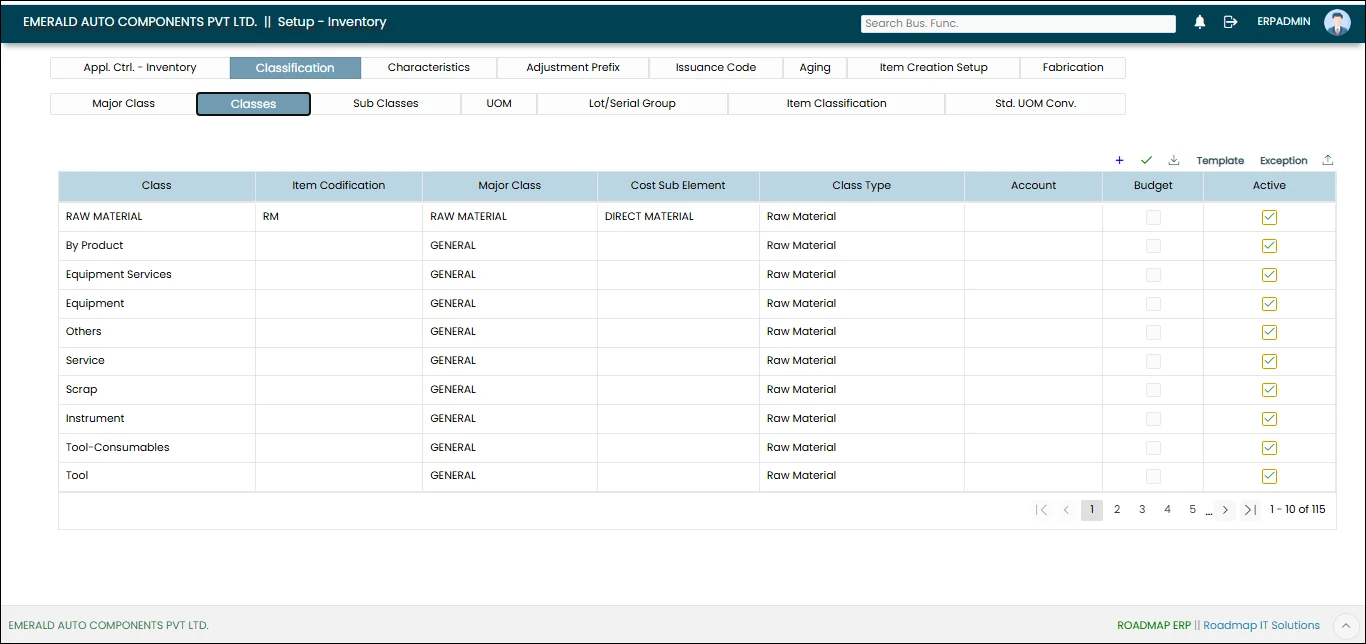 EMERALD AUTO COMPONENTS PVT LTD. || Setup - Inventory
Search Bus. Func.
ERPADMIN
Appl. Ctrl. - Inventory Classification Characteristics Adjustment Prefix Issuance Code Aging Item Creation Setup Fabrication
Major Class Classes Sub Classes UOM Lot/Serial Group Item Classification Std. UOM Conv.
Template Exception
Class Item Codification Major Class Cost Sub Element Class Type Account Budget Active
RAW MATERIAL RM RAW MATERIAL DIRECT MATERIAL Raw Material
By Product GENERAL Raw Material
Equipment Services GENERAL Raw Material
Equipment GENERAL Raw Material
Others GENERAL Raw Material
Service GENERAL Raw Material
Scrap GENERAL Raw Material
Instrument GENERAL Raw Material
Tool-Consumables GENERAL Raw Material
Tool GENERAL Raw Material
1 2 3 4 5 ... 1 - 10 of 115
EMERALD AUTO COMPONENTS PVT LTD. ROADMAP ERP || Roadmap IT Solutions